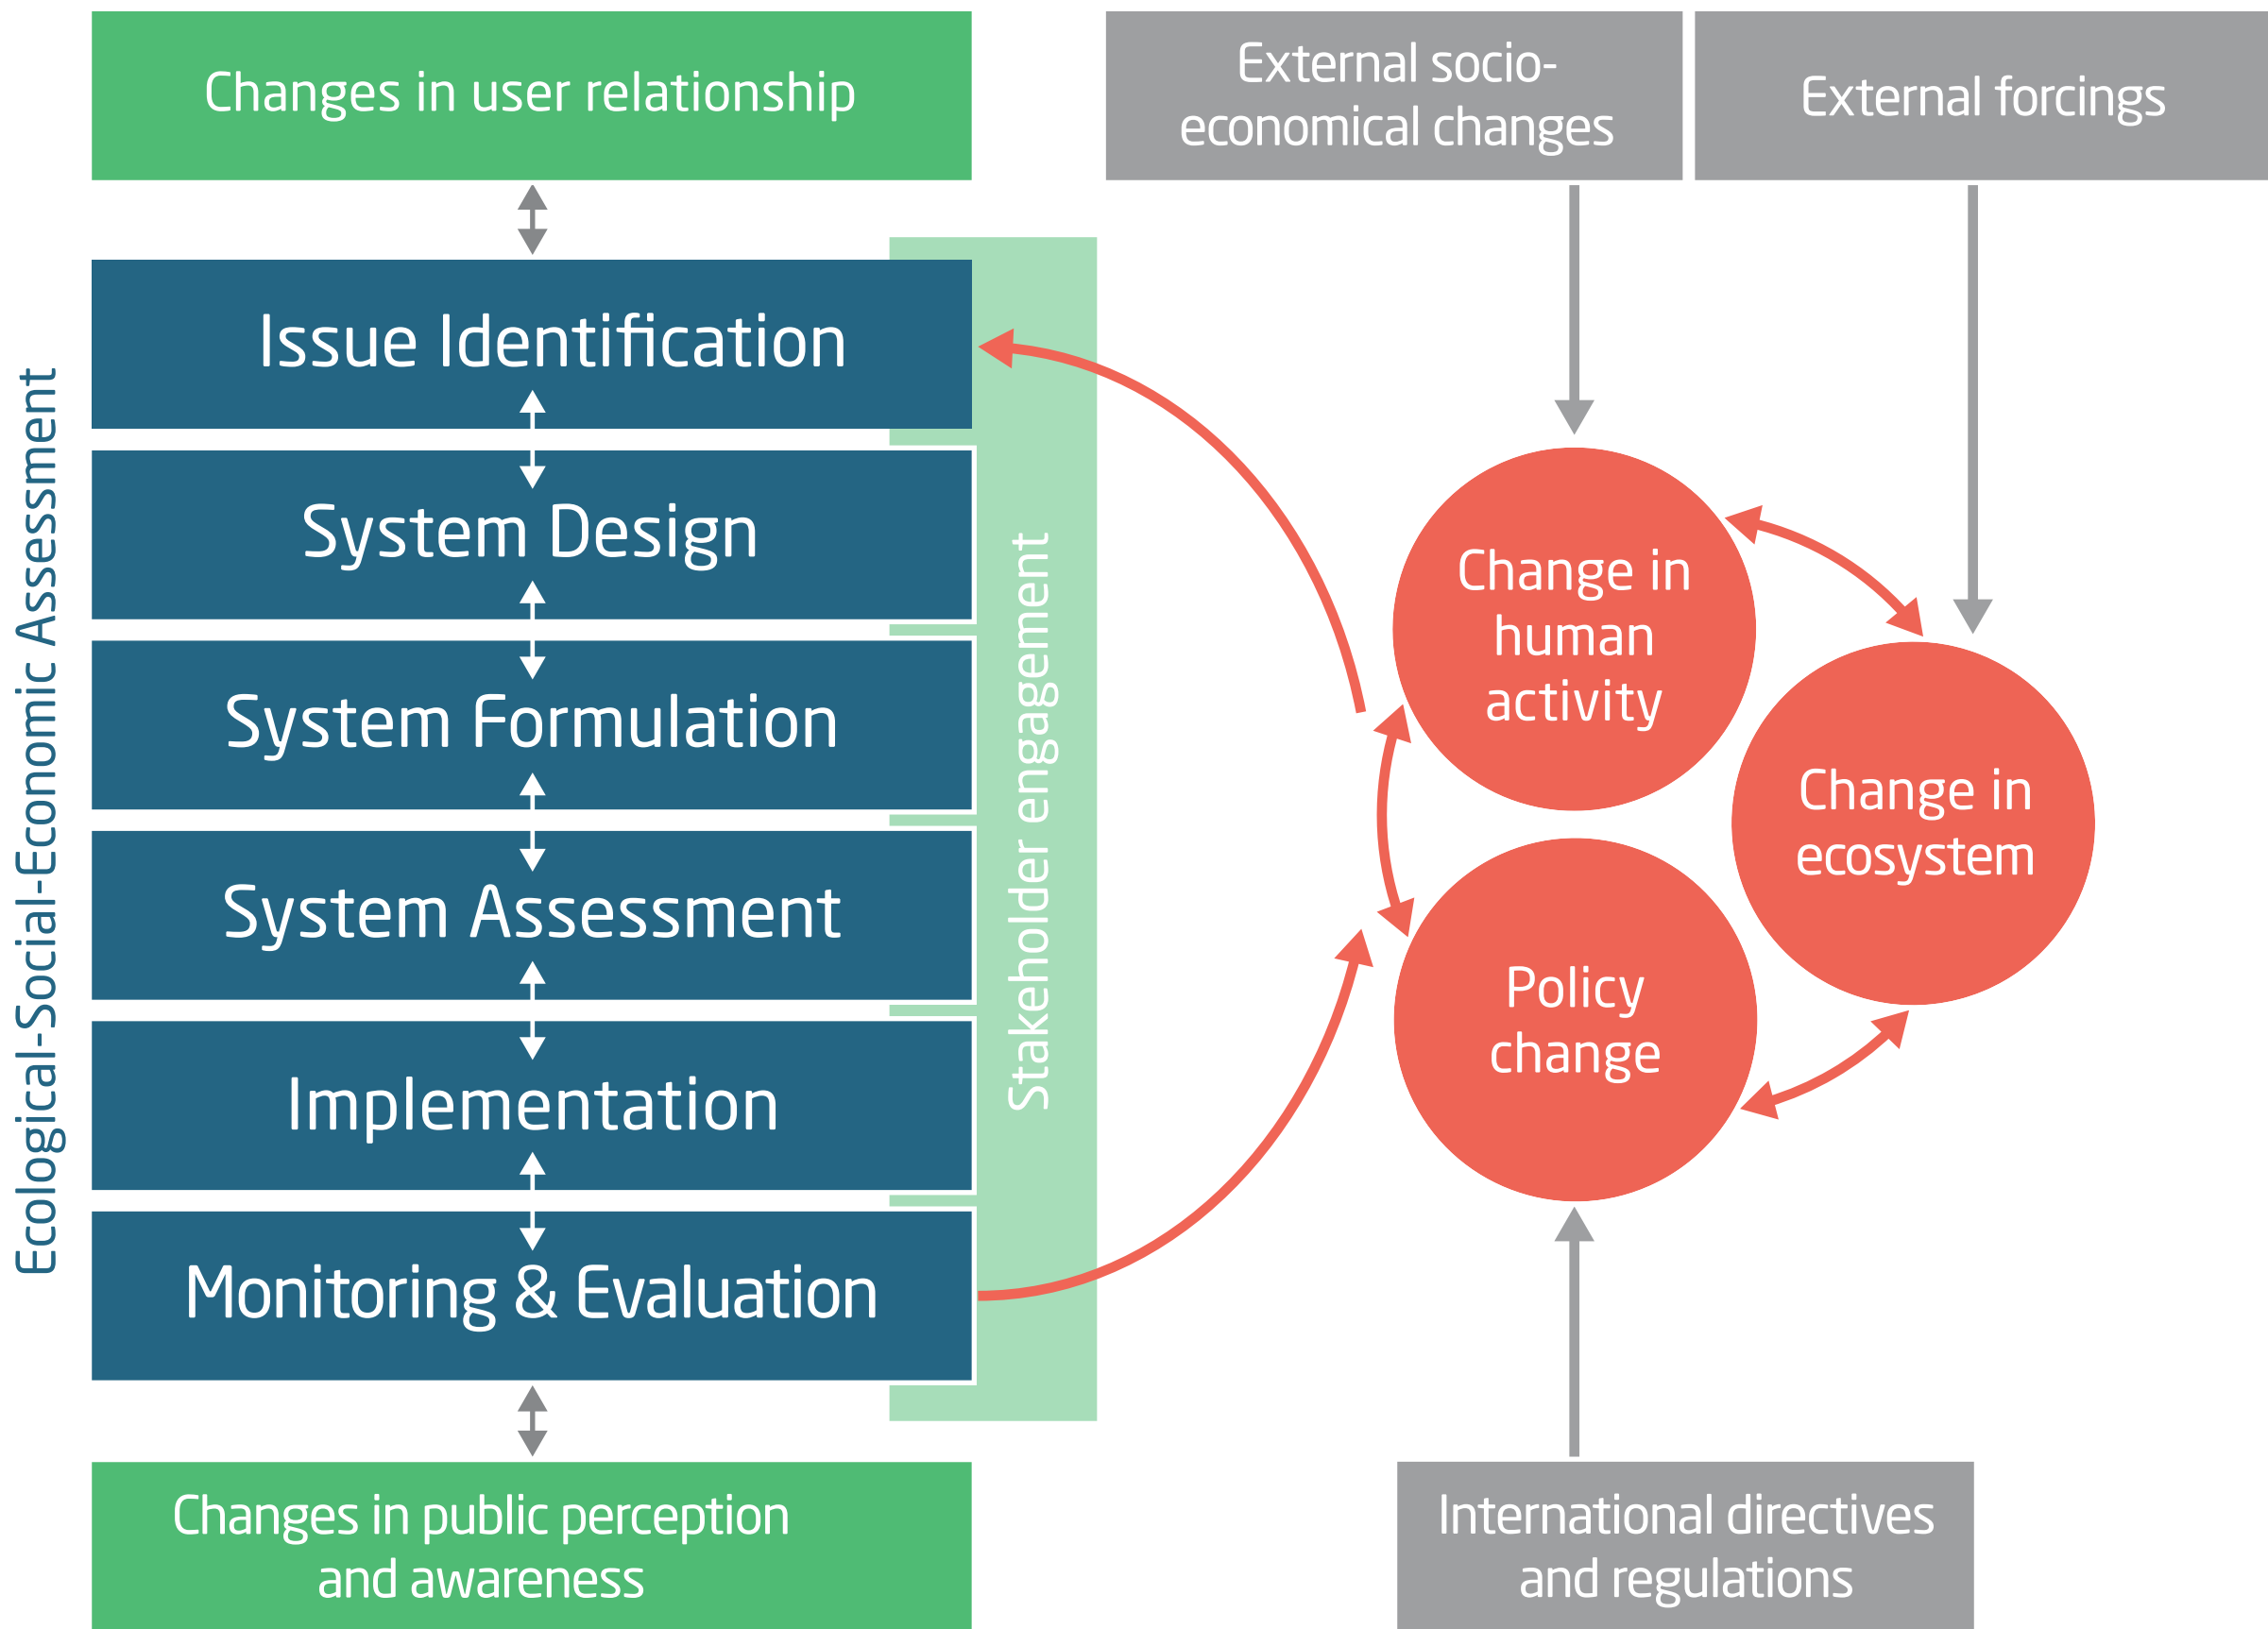 Changes in user relationship
External socio-
economical changes
External forcings
Ecological-Social-Economic Assessment
Issue Identification
System Design
System Formulation
System Assessment
Implementation
Monitoring & Evaluation
Stakeholder engagement
Change in
human
activity
Change in
ecosystem
Policy
change
Changes in public perception
and awareness
International directives
and regulations